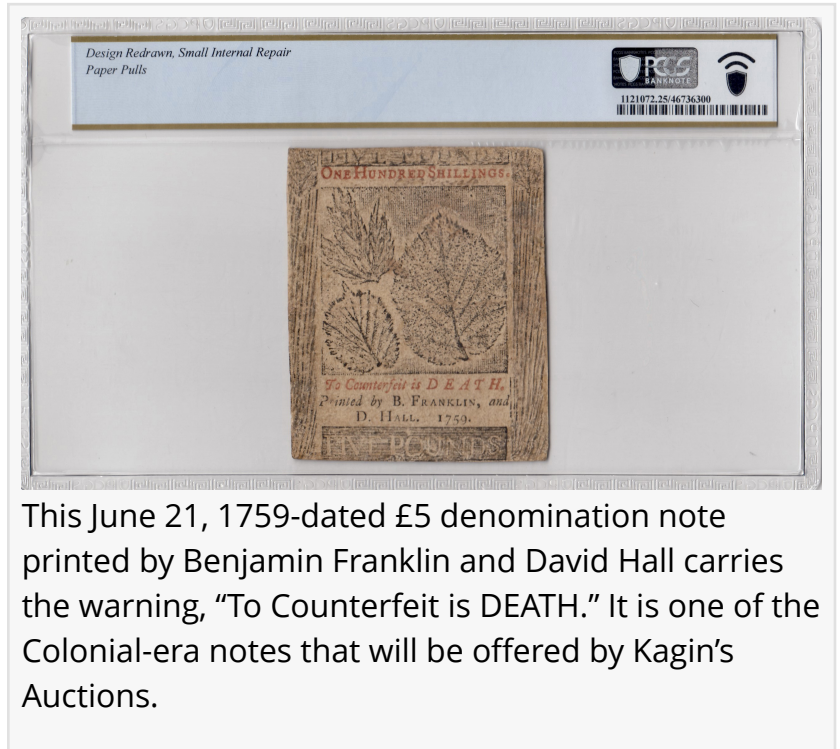 Design Redrawn, Small Internal Repair
Paper Pulls
PCGS
BANKNOTE
1121072.25/46736300
FIVE POUNDS
ONE HUNDRED SHILLINGS.
To Counterfeit is DEATH.
Printed by B. FRANKLIN, and
D. HALL. 1759.
FIVE POUNDS
This June 21, 1759-dated £5 denomination note
printed by Benjamin Franklin and David Hall carries
the warning, “To Counterfeit is DEATH.” It is one of the
Colonial-era notes that will be offered by Kagin’s
Auctions.